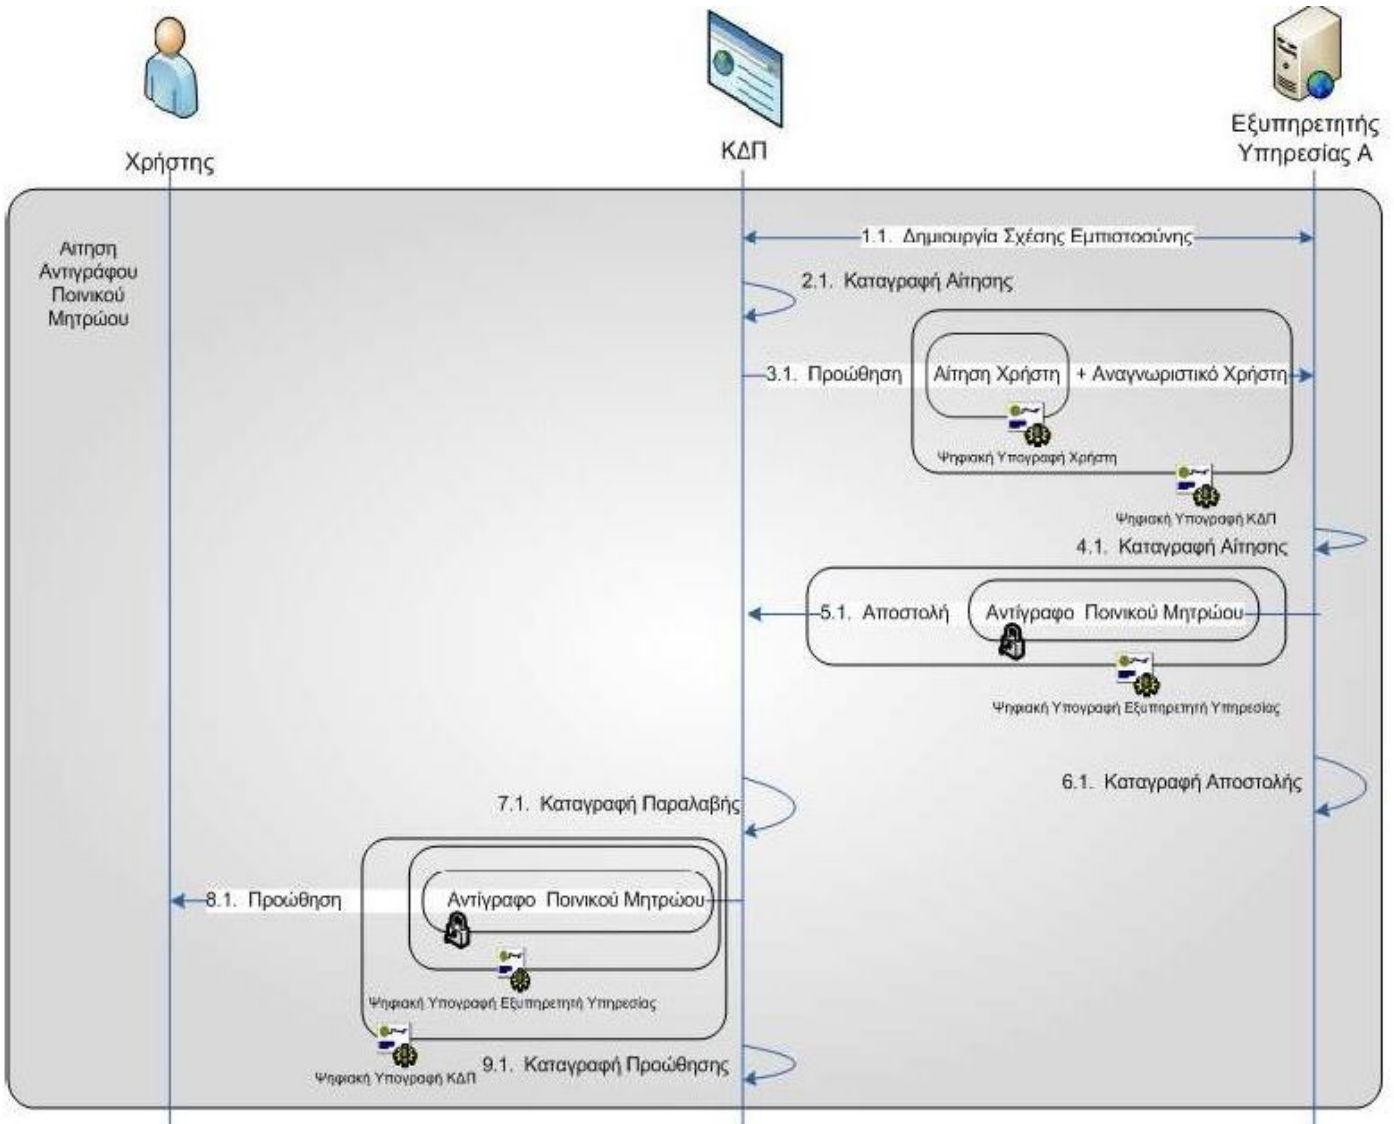 Χρήστης
ΚΔΠ
Εξυπηρετητής
Υπηρεσίας Α
Αιτηση
Αντιγράφου
Ποινικού
Μητρώου
1.1. Δημιουργία Σχέσης Εμπιστοσύνης
2.1. Καταγραφή Αίτησης
3.1. Προώθηση Αίτηση Χρήστη + Αναγνωριστικό Χρήστη
Ψηφιακή Υπογραφή Χρήστη
Ψηφιακή Υπογραφή ΚΔΠ
4.1. Καταγραφή Αίτησης
5.1. Αποστολή Αντίγραφο Ποινικού Μητρώου
Ψηφιακή Υπογραφή Εξυπηρετητή Υπηρεσίας
6.1. Καταγραφή Αποστολής
7.1. Καταγραφή Παραλαβής
8.1. Προώθηση Αντίγραφο Ποινικού Μητρώου
Ψηφιακή Υπογραφή Εξυπηρετητή Υπηρεσίας
9.1. Καταγραφή Προώθησης
Ψηφιακή Υπογραφή ΚΔΠ